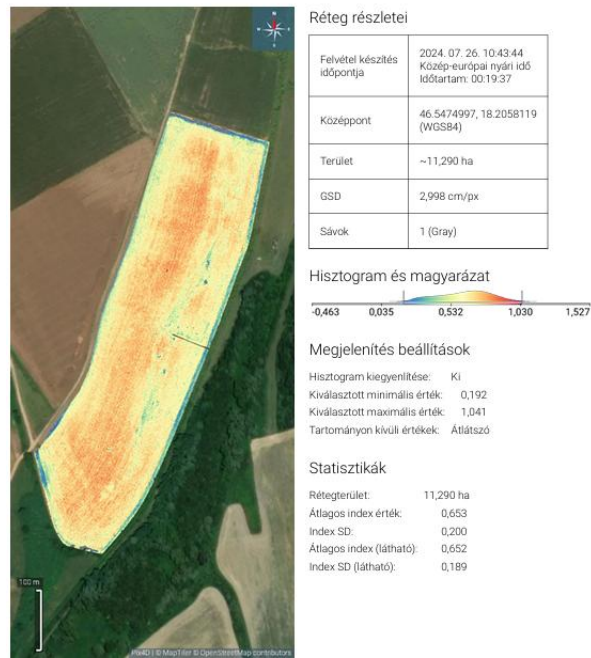 Réteg részletei
Felvétel készítés
időpontja
2024. 07. 26. 10:43:44
Közép-európai nyári idő
Időtartam: 00:19:37
Középpont
46.5474997, 18.2058119
(WGS84)
Terület
~11,290 ha
GSD
2,998 cm/px
Sávok
1 (Gray)
Hisztogram és magyarázat
-0,463 0,035 0,532 1,030 1,527
Megjelenítés beállítások
Hisztogram kiegyenlítése: Ki
Kiválasztott minimális érték: 0,192
Kiválasztott maximális érték: 1,041
Tartományon kívüli értékek: Átlátszó
Statisztikák
Rétegterület: 11,290 ha
Átlagos index érték: 0,653
Index SD: 0,200
Átlagos index (látható): 0,652
Index SD (látható): 0,189
100 m
Pix4D | © MapTiler © OpenStreetMap contributors